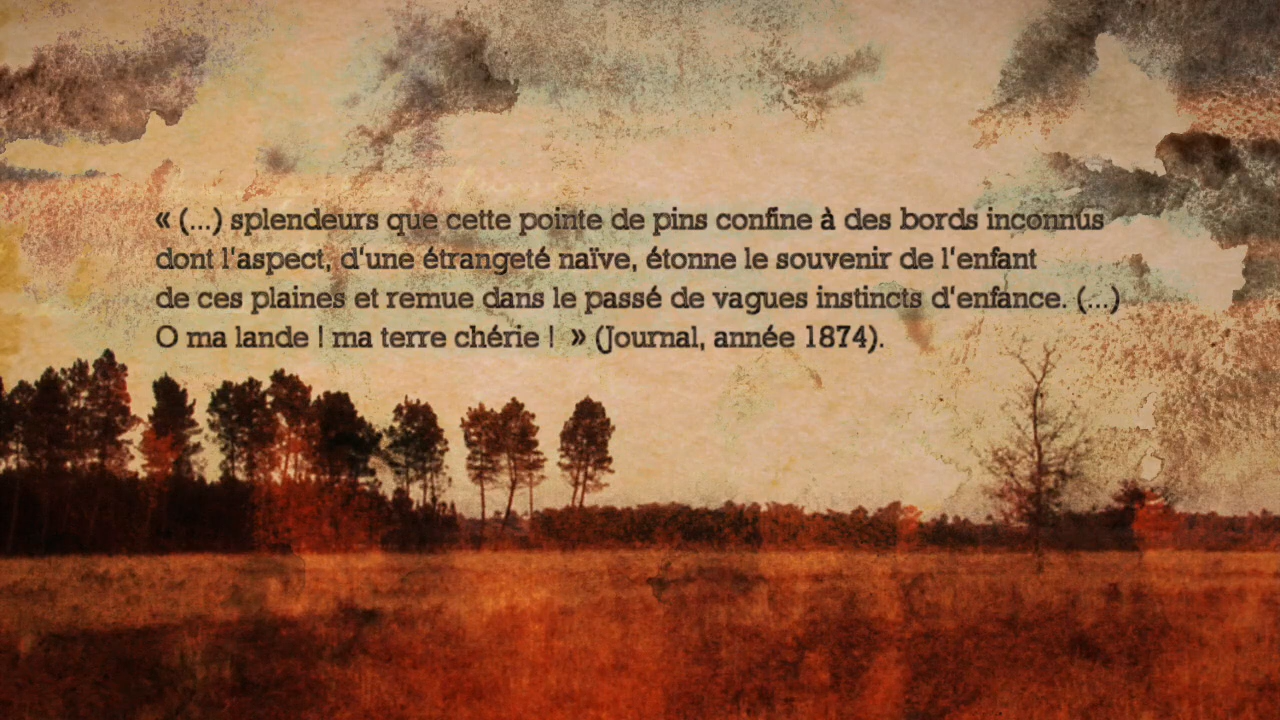 « (...) splendeurs que cette pointe de pins confine à des bords inconnus
dont l'aspect, d'une étrangeté naïve, étonne le souvenir de l'enfant
de ces plaines et remue dans le passé de vagues instincts d'enfance. (...)
O ma lande ! ma terre chérie ! » (Journal, année 1874).